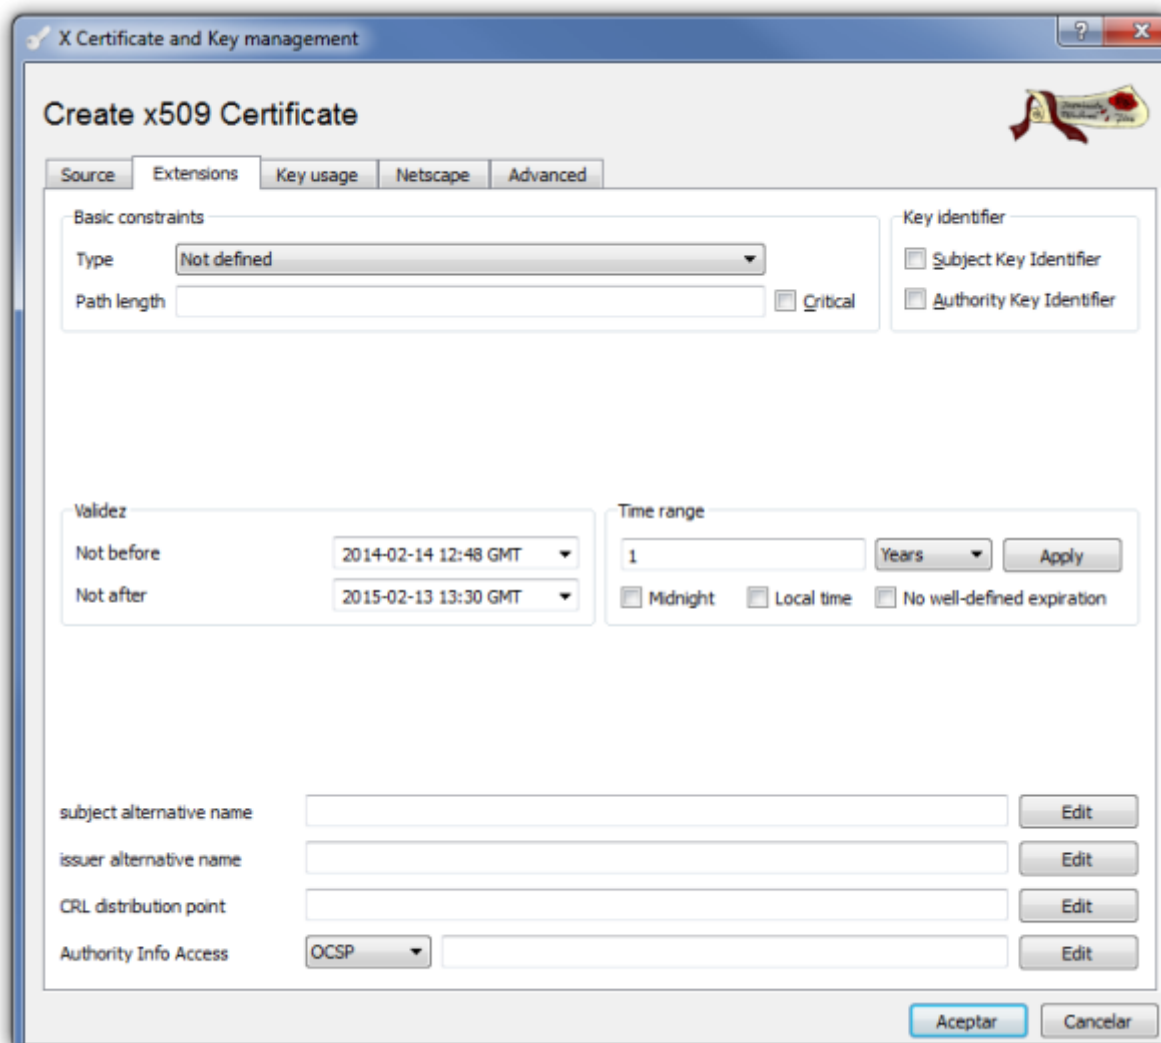 X Certificate and Key management
Create x509 Certificate
Source Extensions Key usage Netscape Advanced
Basic constraints Key identifier
Type Not defined Subject Key Identifier
Path length Critical Authority Key Identifier
Validez Time range
Not before 2014-02-14 12:48 GMT 1 Years Apply
Not after 2015-02-13 13:30 GMT Midnight Local time No well-defined expiration
subject alternative name Edit
issuer alternative name Edit
CRL distribution point Edit
Authority Info Access OCSP Edit
Aceptar Cancelar